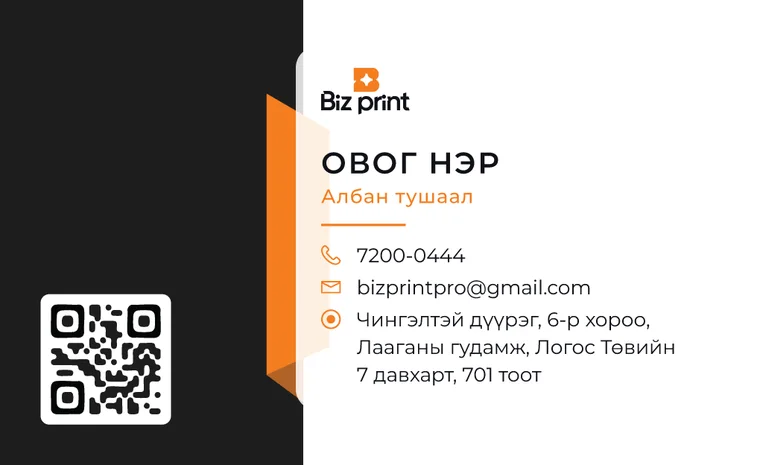 Biz print
ОВОГ НЭР
Албан тушаал
7200-0444
bizprintpro@gmail.com
Чингэлтэй дүүрэг, 6-р хороо,
Лааганы гудамж, Логос Төвийн
7 давхарт, 701 тоот